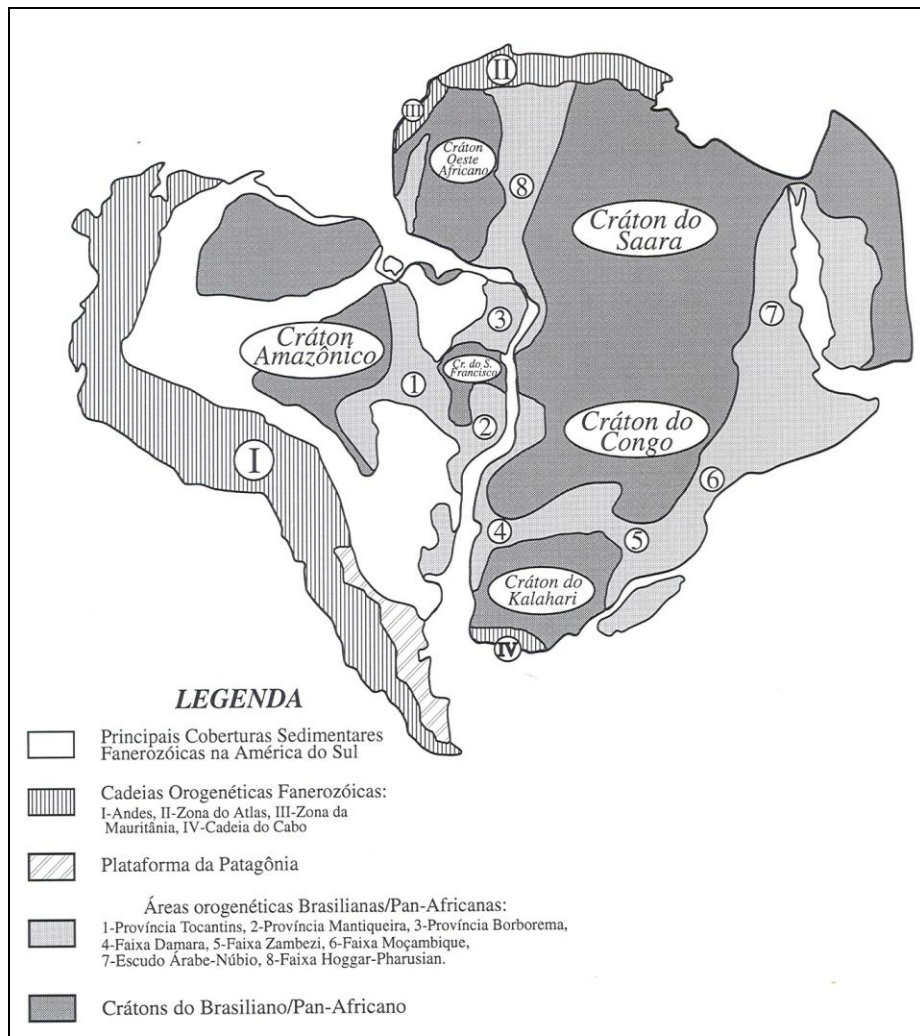 II
III
Cráton
Oeste
Africano
8
Cráton do
Saara
7
3
Cráton
Amazônico
Cr. do S.
Francisco
1
2
Cráton do
Congo
I
6
4
5
Cráton do
Kalahari
IV
LEGENDA
Principais Coberturas Sedimentares
Fanerozóicas na América do Sul
Cadeias Orogenéticas Fanerozóicas:
I-Andes, II-Zona do Atlas, III-Zona da
Mauritânia, IV-Cadeia do Cabo
Plataforma da Patagônia
Áreas orogenéticas Brasilianas/Pan-Africanas:
1-Província Tocantins, 2-Província Mantiqueira, 3-Província Borborema,
4-Faixa Damara, 5-Faixa Zambezi, 6-Faixa Moçambique,
7-Escudo Árabe-Núbio, 8-Faixa Hoggar-Pharusian.
Crátons do Brasiliano/Pan-Africano